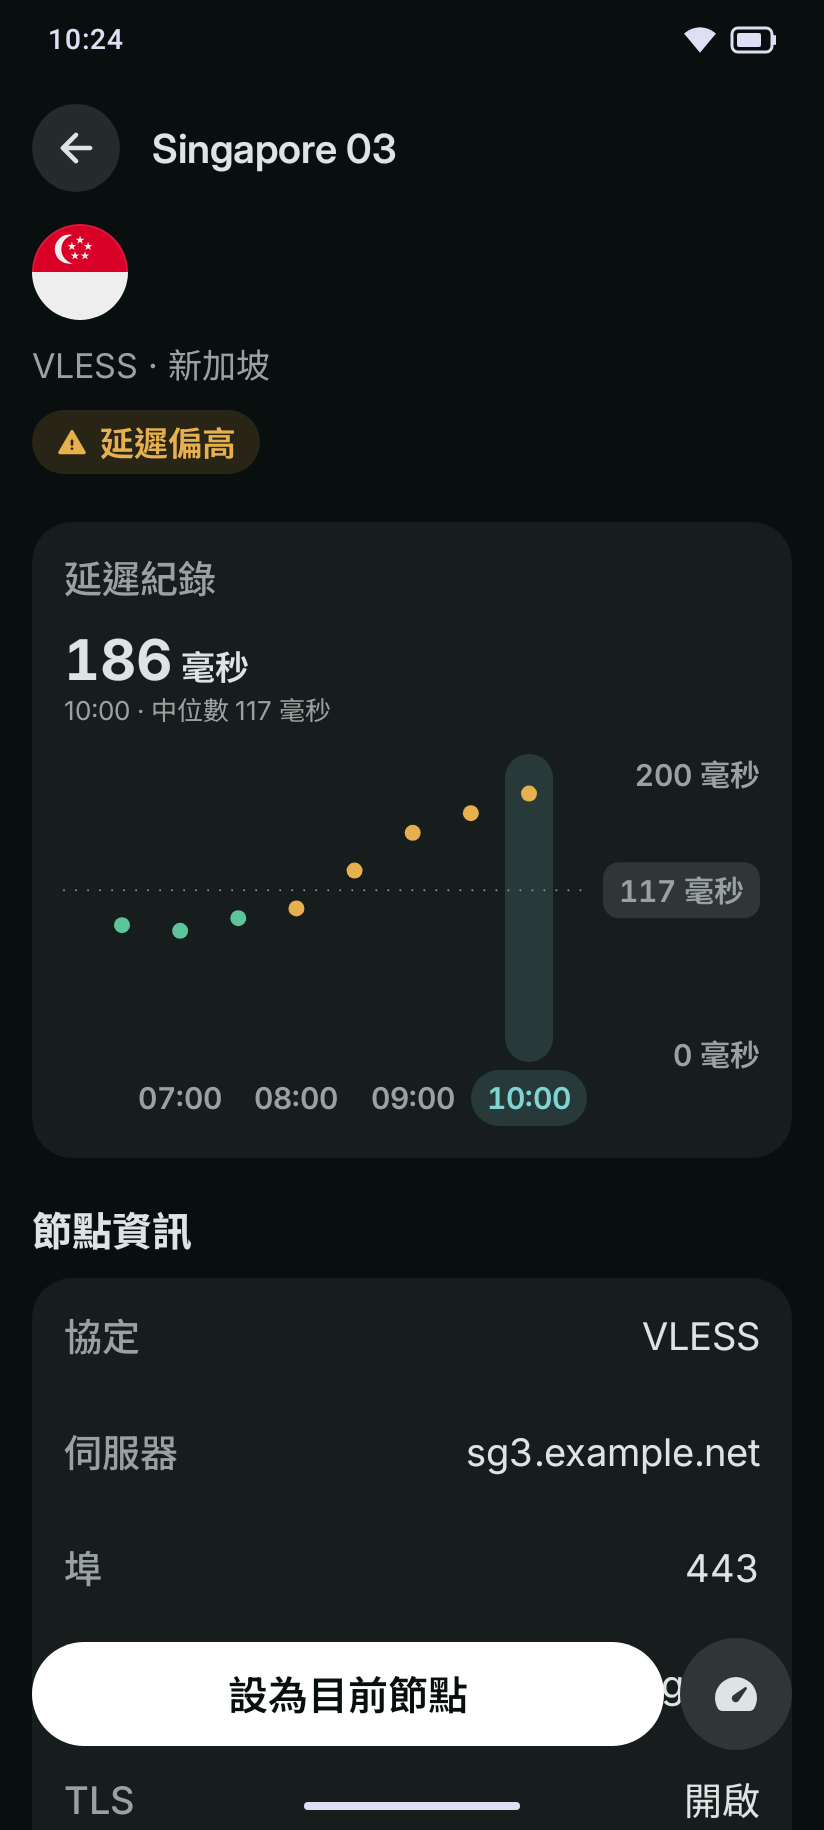 10:24
Singapore 03
VLESS · 新加坡
延遲偏高
延遲紀錄
186 毫秒
10:00 · 中位數 117 毫秒
200 毫秒
117 毫秒
0 毫秒
07:00 08:00 09:00 10:00
節點資訊
協定 VLESS
伺服器 sg3.example.net
埠 443
設為目前節點
TLS 開啟